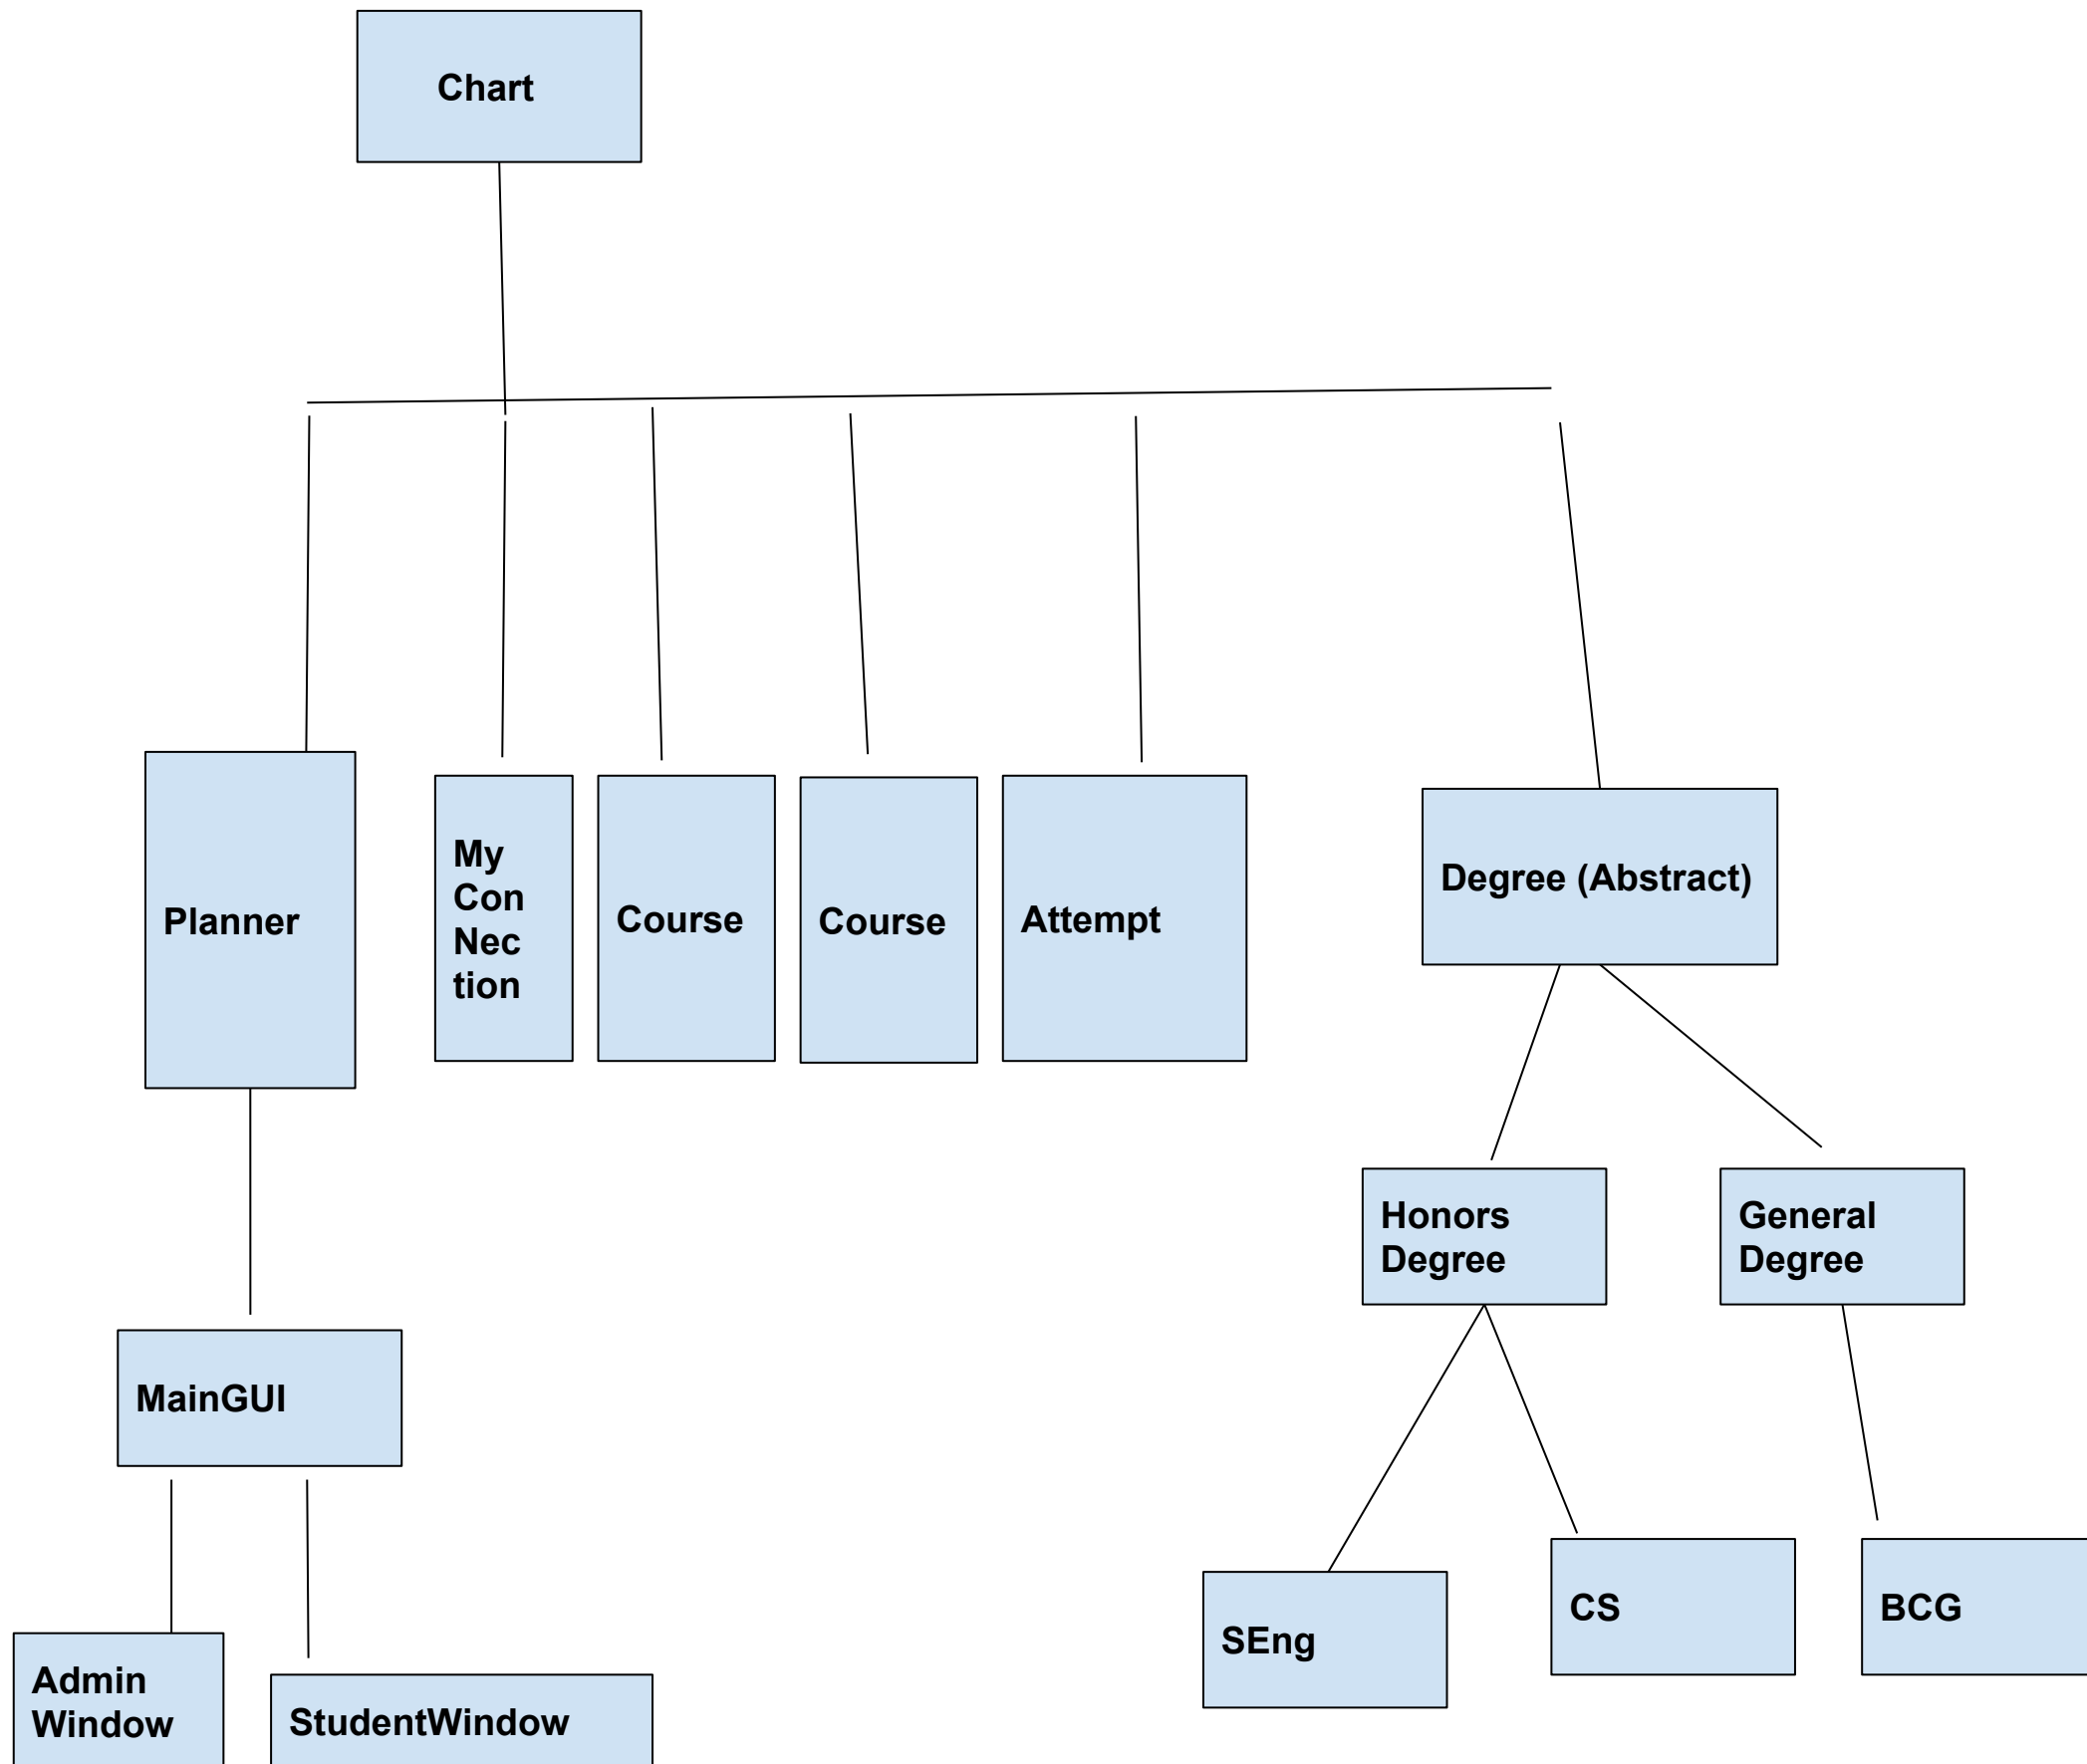 Chart
Planner
My
Con
Nec
tion
Course
Course
Attempt
Degree (Abstract)
Honors
Degree
General
Degree
MainGUI
SEng
CS
BCG
Admin
Window
StudentWindow